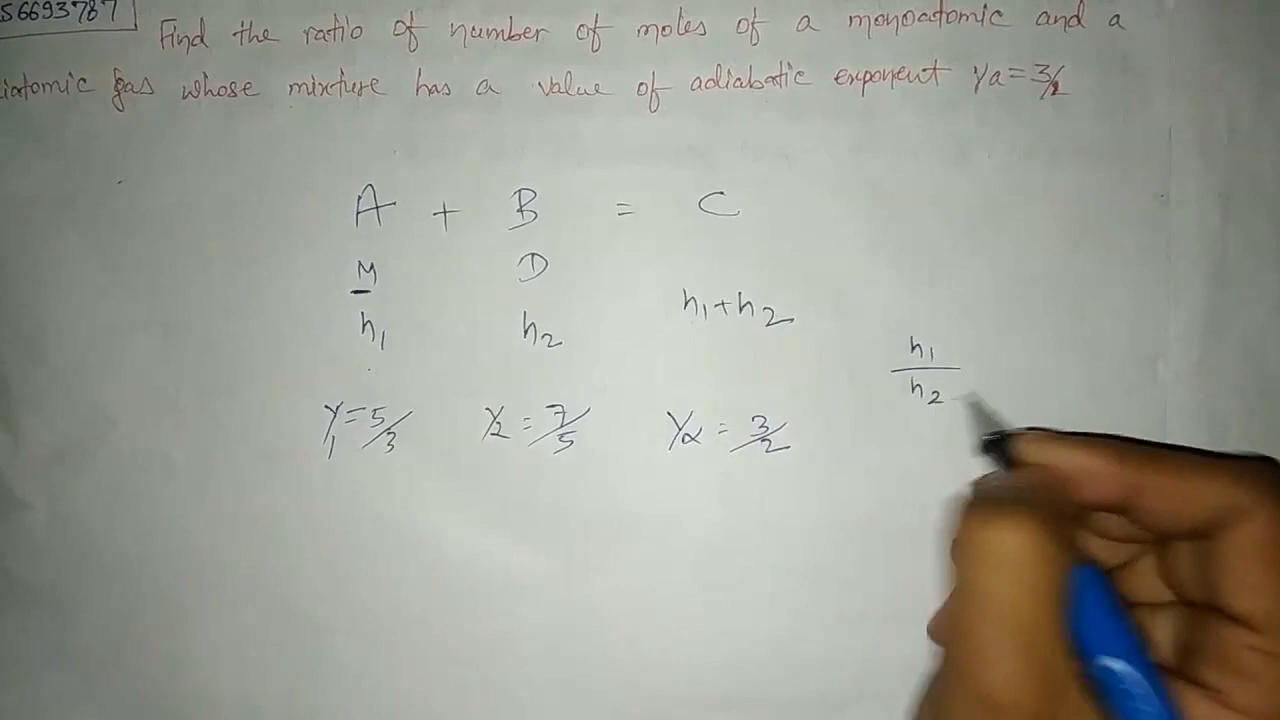 56693787
Find the ratio of number of moles of a monoatomic and a
iatomic gas whose mixture has a value of adiabatic exponent γa = 3/2
A + B = C
M D
n1 n2 n1+n2
n1
n2
γ1 = 5/3 γ2 = 7/5 γα = 3/2